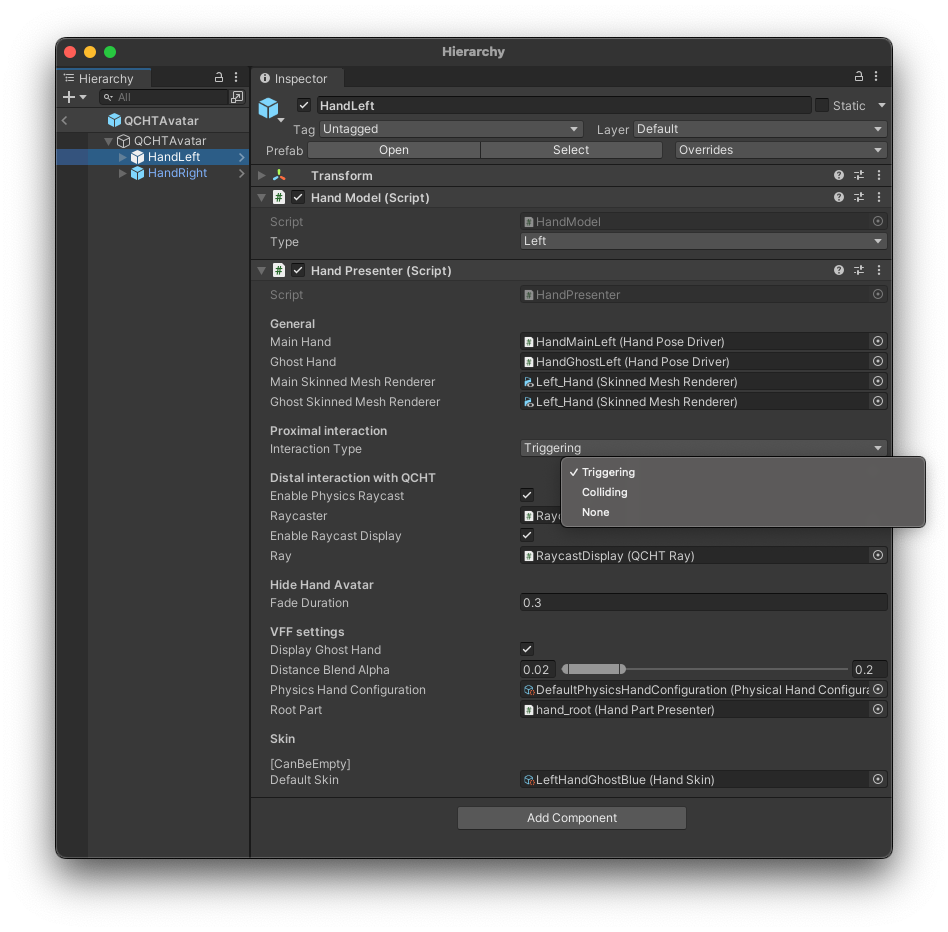 Hierarchy
Hierarchy
All
QCHTAvatar
QCHTAvatar
HandLeft
HandRight
Inspector
HandLeft
Static
Tag Untagged Layer Default
Prefab Open Select Overrides
Transform
Hand Model (Script)
Script HandModel
Type Left
Hand Presenter (Script)
Script HandPresenter
General
Main Hand HandMainLeft (Hand Pose Driver)
Ghost Hand HandGhostLeft (Hand Pose Driver)
Main Skinned Mesh Renderer Left_Hand (Skinned Mesh Renderer)
Ghost Skinned Mesh Renderer Left_Hand (Skinned Mesh Renderer)
Proximal interaction
Interaction Type Triggering
Triggering
Colliding
None
Distal interaction with QCHT
Enable Physics Raycast
Raycaster
Enable Raycast Display
Ray RaycastDisplay (QCHT Ray)
Hide Hand Avatar
Fade Duration 0.3
VFF settings
Display Ghost Hand
Distance Blend Alpha 0.02 0.2
Physics Hand Configuration DefaultPhysicsHandConfiguration (Physical Hand Configura
Root Part hand_root (Hand Part Presenter)
Skin
[CanBeEmpty]
Default Skin LeftHandGhostBlue (Hand Skin)
Add Component